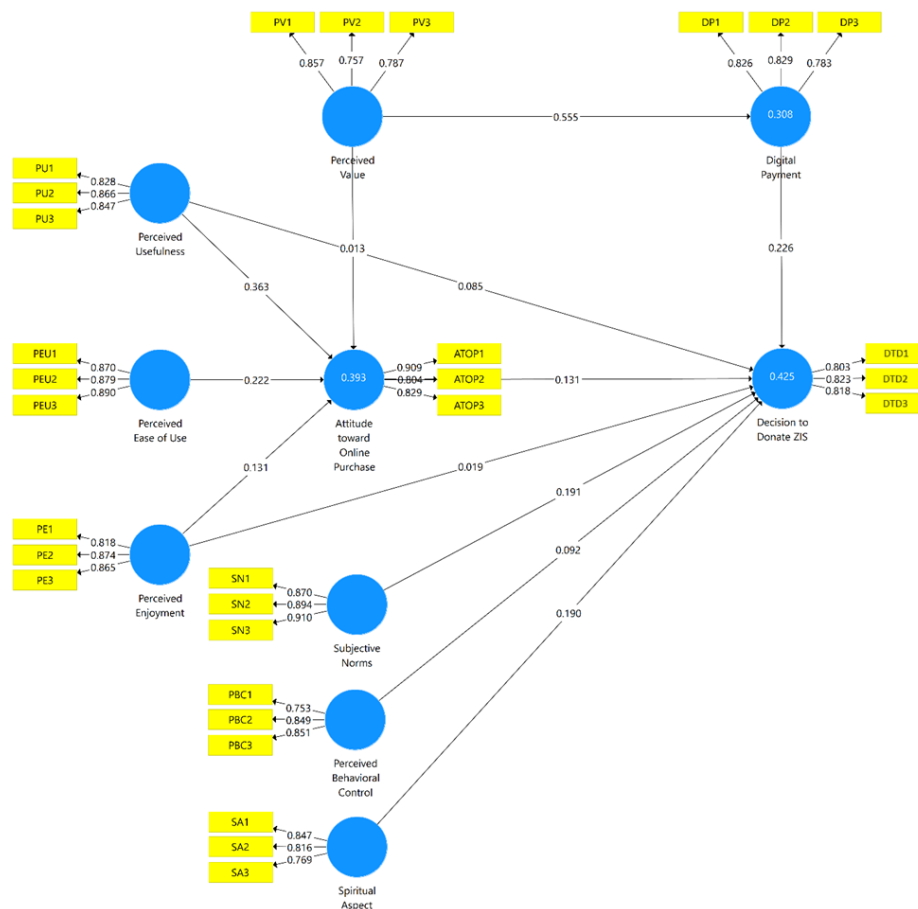 PV1 PV2 PV3
0.857 0.757 0.787
Perceived
Value
DP1 DP2 DP3
0.826 0.829 0.783
0.308
Digital
Payment
0.555
PU1
PU2
PU3
0.828
0.866
0.847
Perceived
Usefulness
0.013
0.363
0.085
0.226
PEU1
PEU2
PEU3
0.870
0.879
0.890
Perceived
Ease of Use
0.222
0.393
Attitude
toward
Online
Purchase
0.909
0.804
0.829
ATOP1
ATOP2
ATOP3
0.131
0.425
Decision to
Donate ZIS
0.803
0.823
0.818
DTD1
DTD2
DTD3
0.131
0.019
PE1
PE2
PE3
0.818
0.874
0.865
Perceived
Enjoyment
0.191
0.092
0.190
SN1
SN2
SN3
0.870
0.894
0.910
Subjective
Norms
PBC1
PBC2
PBC3
0.753
0.849
0.851
Perceived
Behavioral
Control
SA1
SA2
SA3
0.847
0.816
0.769
Spiritual
Aspect